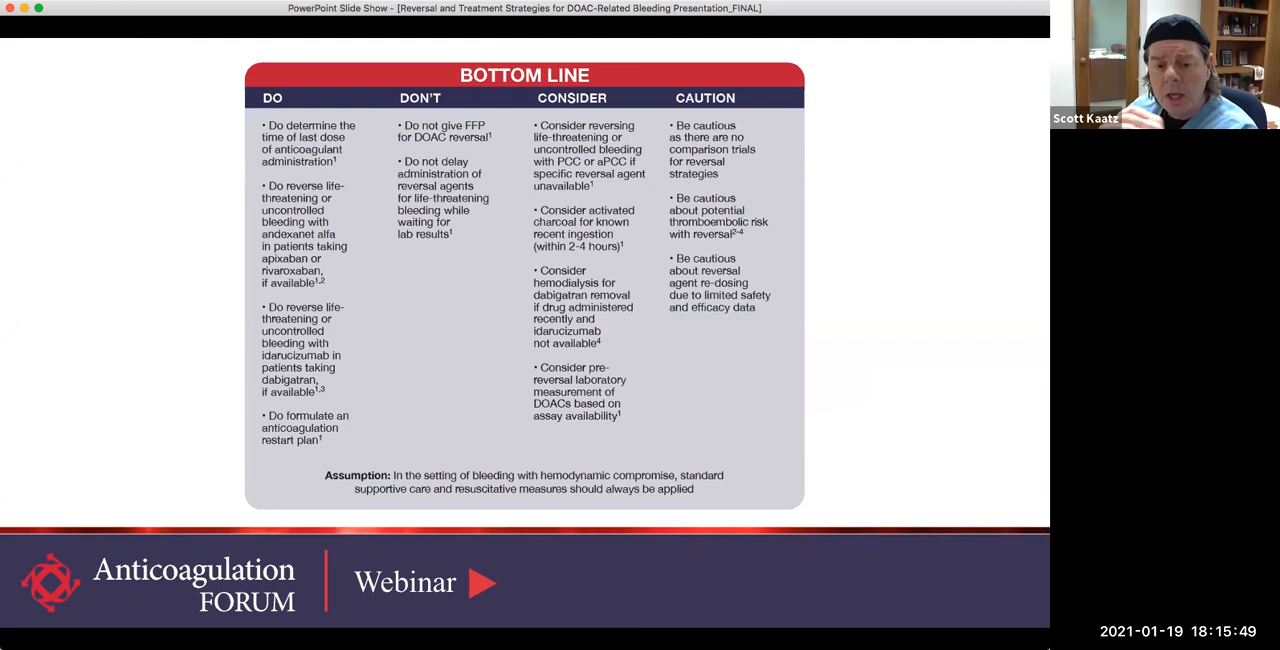 PowerPoint Slide Show - [Reversal and Treatment Strategies for DOAC-Related Bleeding Presentation_FINAL]
Scott Kaatz
BOTTOM LINE
DO
• Do determine the
time of last dose
of anticoagulant
administration¹
• Do reverse life-
threatening or
uncontrolled
bleeding with
andexanet alfa
in patients taking
apixaban or
rivaroxaban,
if available¹,²
• Do reverse life-
threatening or
uncontrolled
bleeding with
idarucizumab in
patients taking
dabigatran,
if available¹,³
• Do formulate an
anticoagulation
restart plan¹
DON'T
• Do not give FFP
for DOAC reversal¹
• Do not delay
administration of
reversal agents
for life-threatening
bleeding while
waiting for
lab results¹
CONSIDER
• Consider reversing
life-threatening or
uncontrolled bleeding
with PCC or aPCC if
specific reversal agent
unavailable¹
• Consider activated
charcoal for known
recent ingestion
(within 2-4 hours)¹
• Consider
hemodialysis for
dabigatran removal
if drug administered
recently and
idarucizumab
not available⁴
• Consider pre-
reversal laboratory
measurement of
DOACs based on
assay availability¹
CAUTION
• Be cautious
as there are no
comparison trials
for reversal
strategies
• Be cautious
about potential
thromboembolic risk
with reversal²⁻⁴
• Be cautious
about reversal
agent re-dosing
due to limited safety
and efficacy data
Assumption: In the setting of bleeding with hemodynamic compromise, standard
supportive care and resuscitative measures should always be applied
Anticoagulation
FORUM
Webinar
2021-01-19 18:15:49